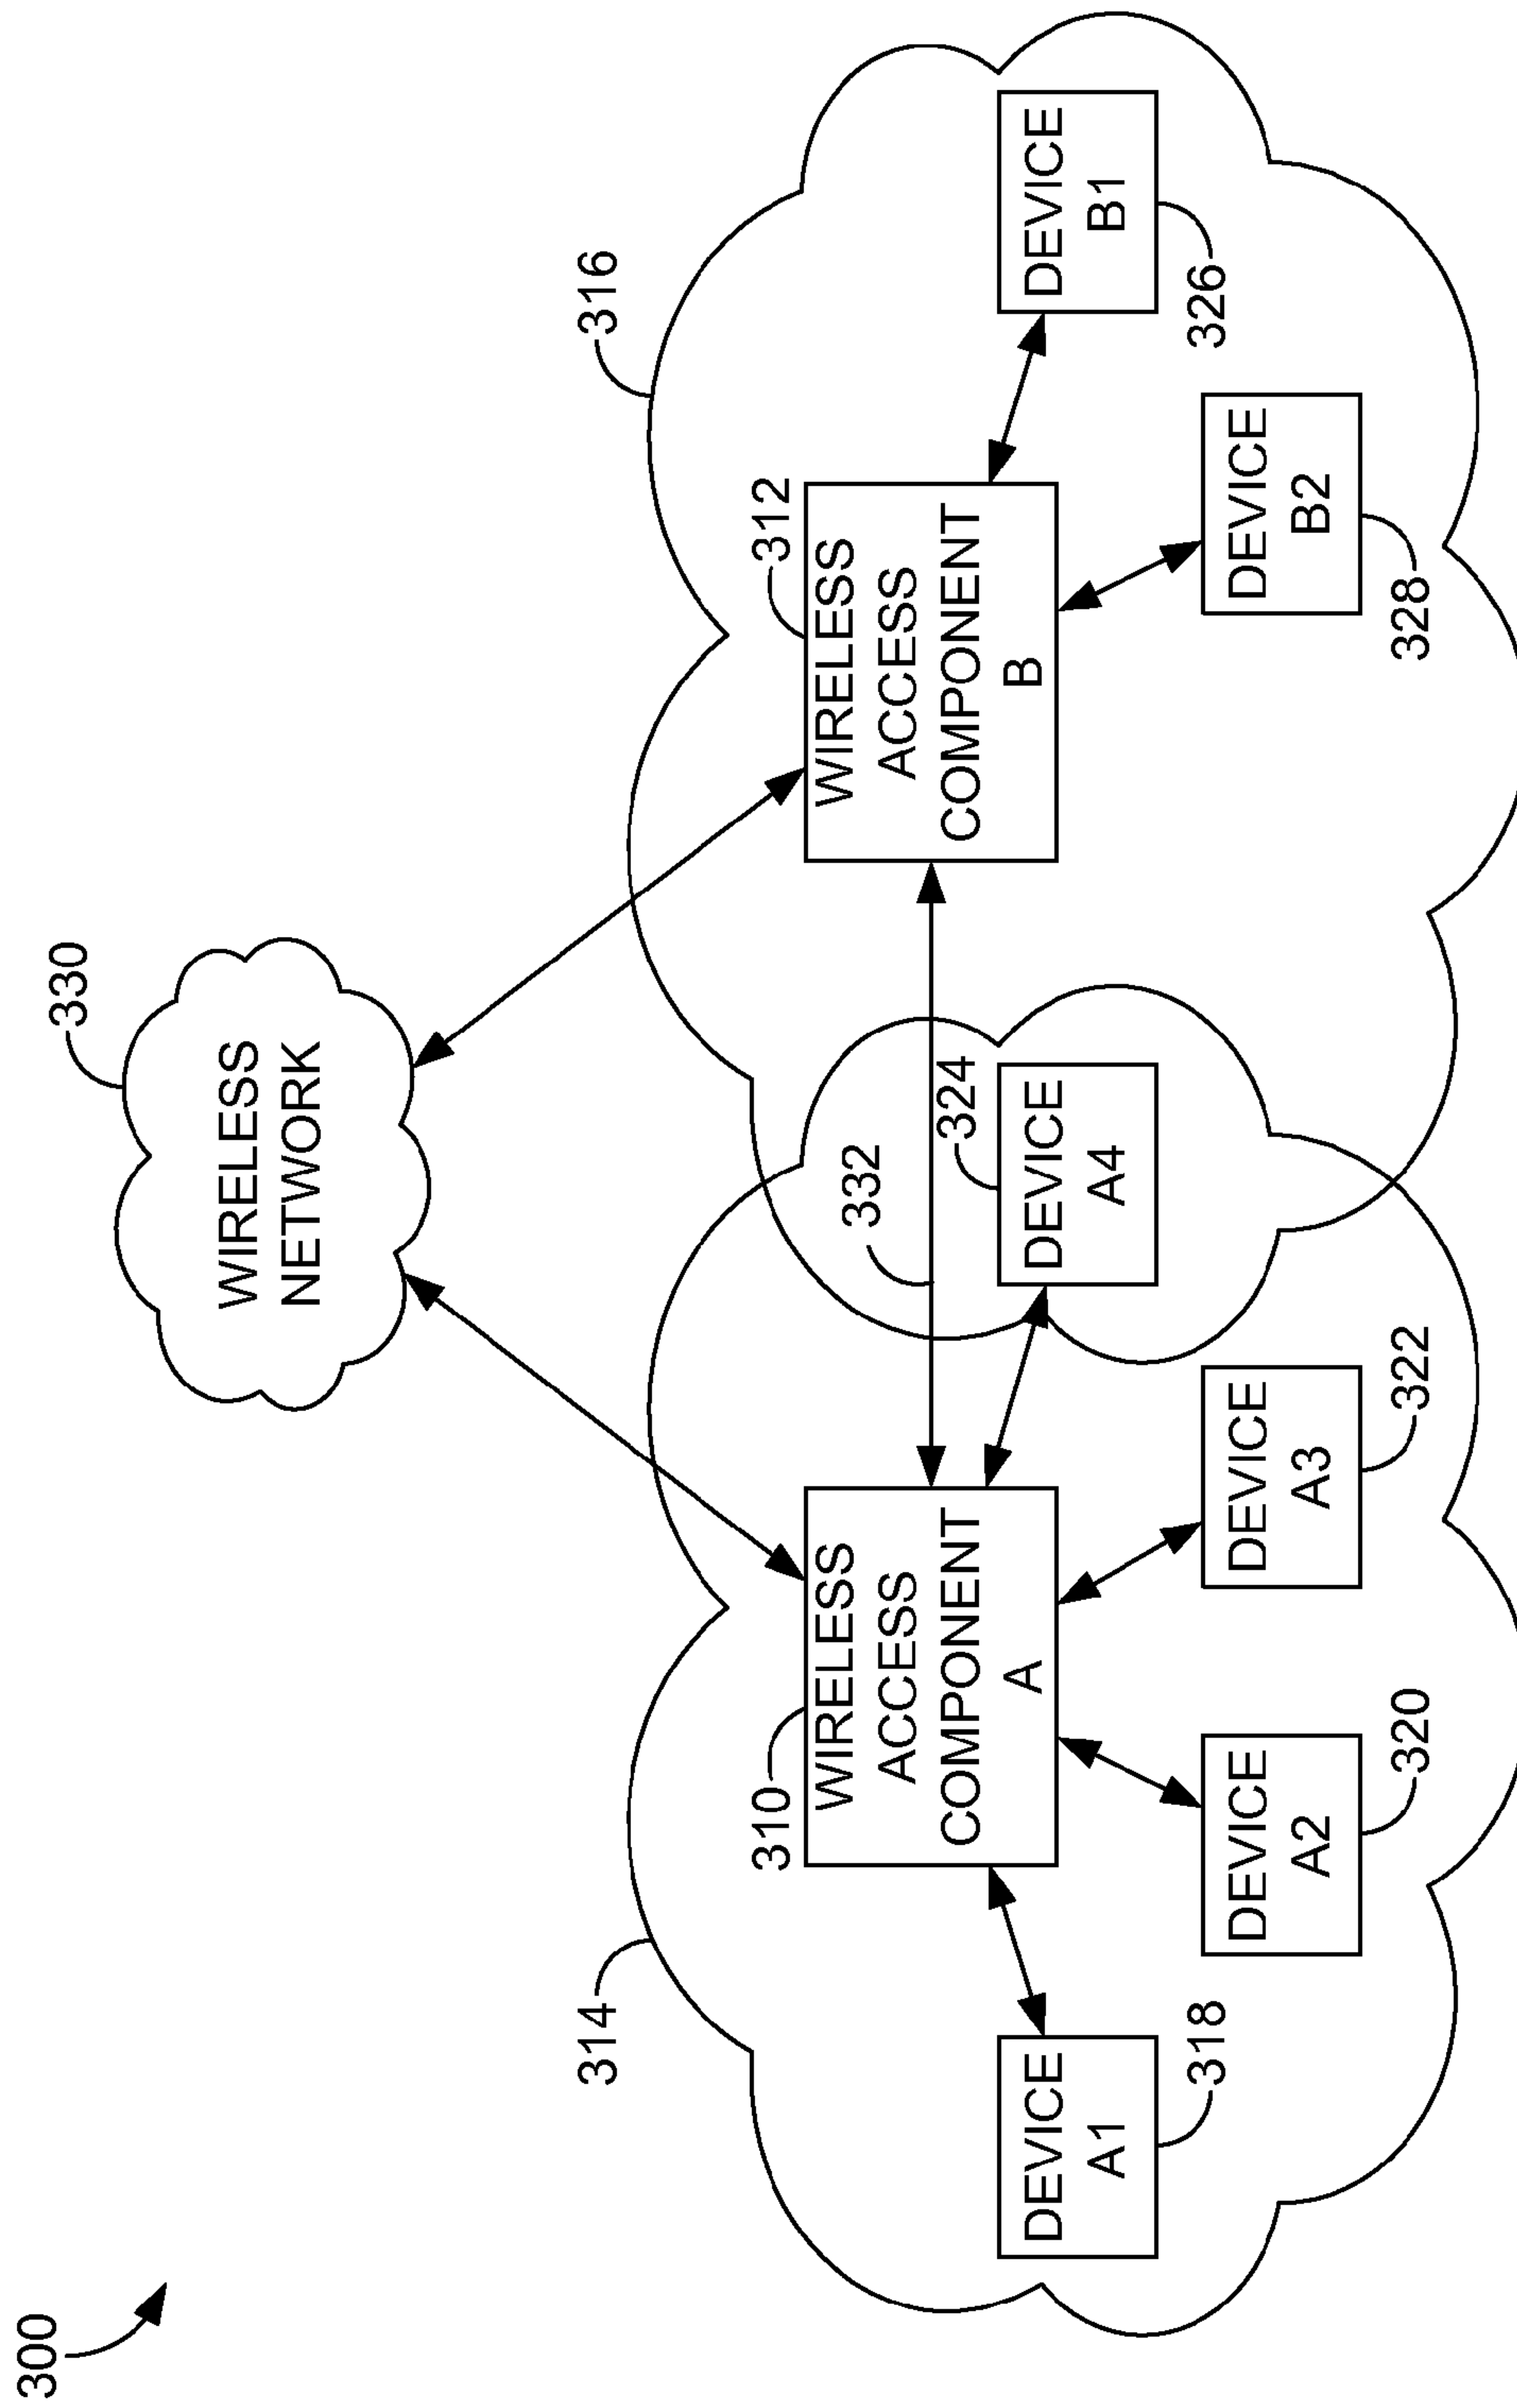 300
330
WIRELESS
NETWORK
314
316
310
WIRELESS
ACCESS
COMPONENT
A
312
WIRELESS
ACCESS
COMPONENT
B
332
324
DEVICE
A4
DEVICE
A1
318
DEVICE
A2
320
DEVICE
A3
322
DEVICE
B2
328
DEVICE
B1
326